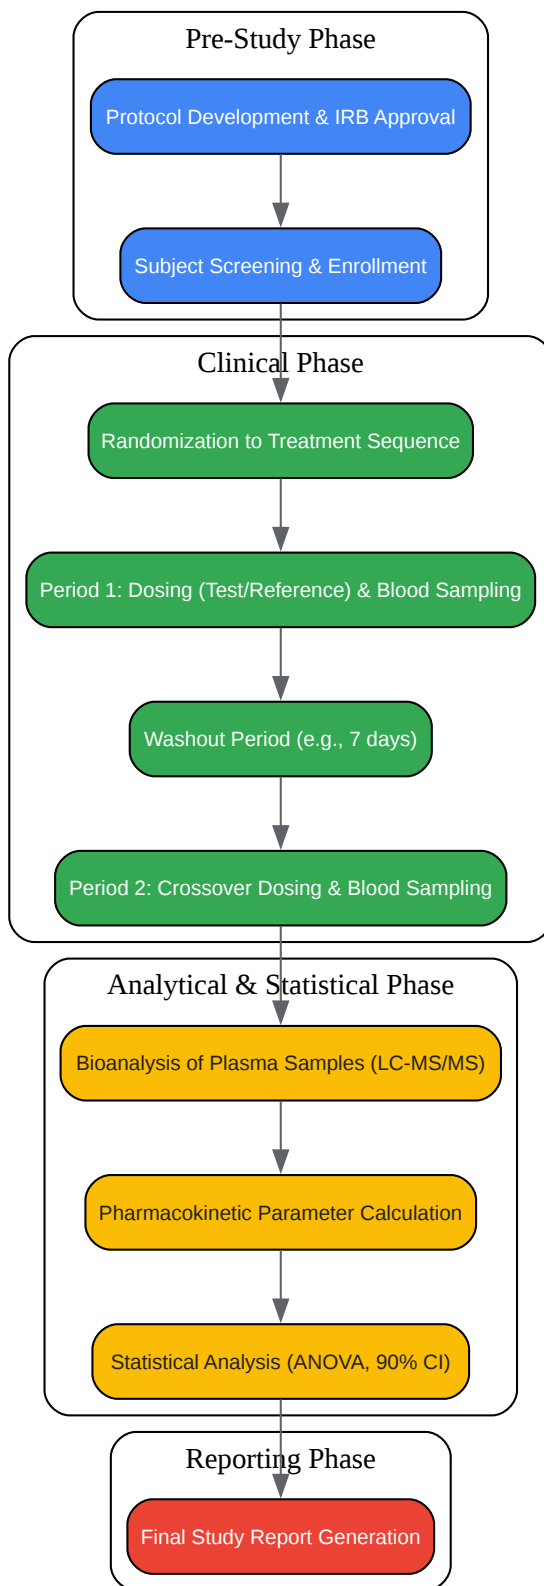 Pre-Study Phase
Protocol Development & IRB Approval
Subject Screening & Enrollment
Clinical Phase
Randomization to Treatment Sequence
Period 1: Dosing (Test/Reference) & Blood Sampling
Washout Period (e.g., 7 days)
Period 2: Crossover Dosing & Blood Sampling
Analytical & Statistical Phase
Bioanalysis of Plasma Samples (LC-MS/MS)
Pharmacokinetic Parameter Calculation
Statistical Analysis (ANOVA, 90% CI)
Reporting Phase
Final Study Report Generation